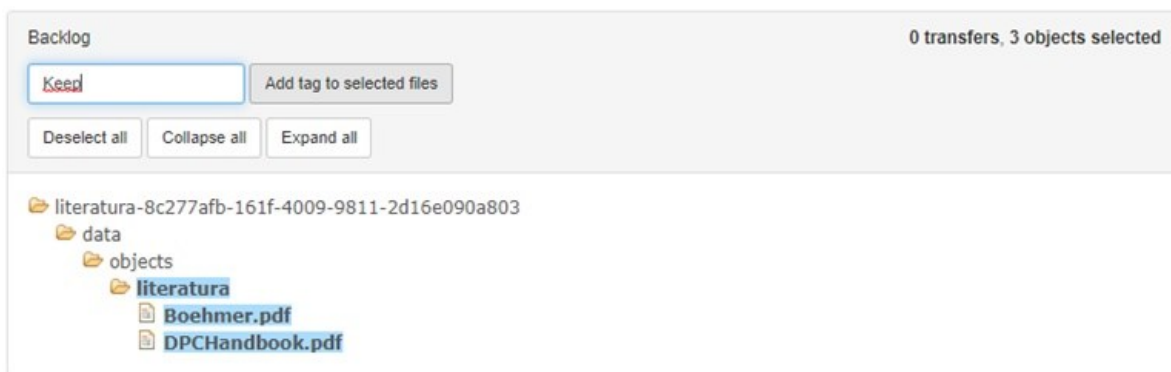 Backlog
0 transfers, 3 objects selected
Keep
Add tag to selected files
Deselect all
Collapse all
Expand all
literatura-8c277afb-161f-4009-9811-2d16e090a803
data
objects
literatura
Boehmer.pdf
DPCHandbook.pdf